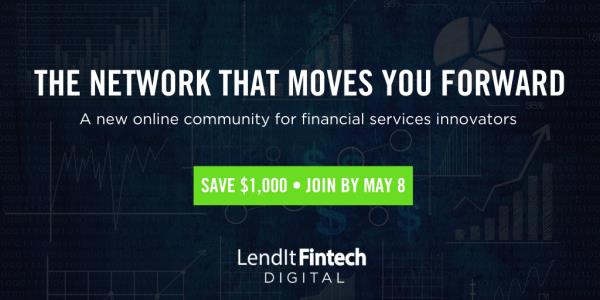 THE NETWORK THAT MOVES YOU FORWARD
A new online community for financial services innovators
SAVE $1,000 • JOIN BY MAY 8
LendIt Fintech
DIGITAL